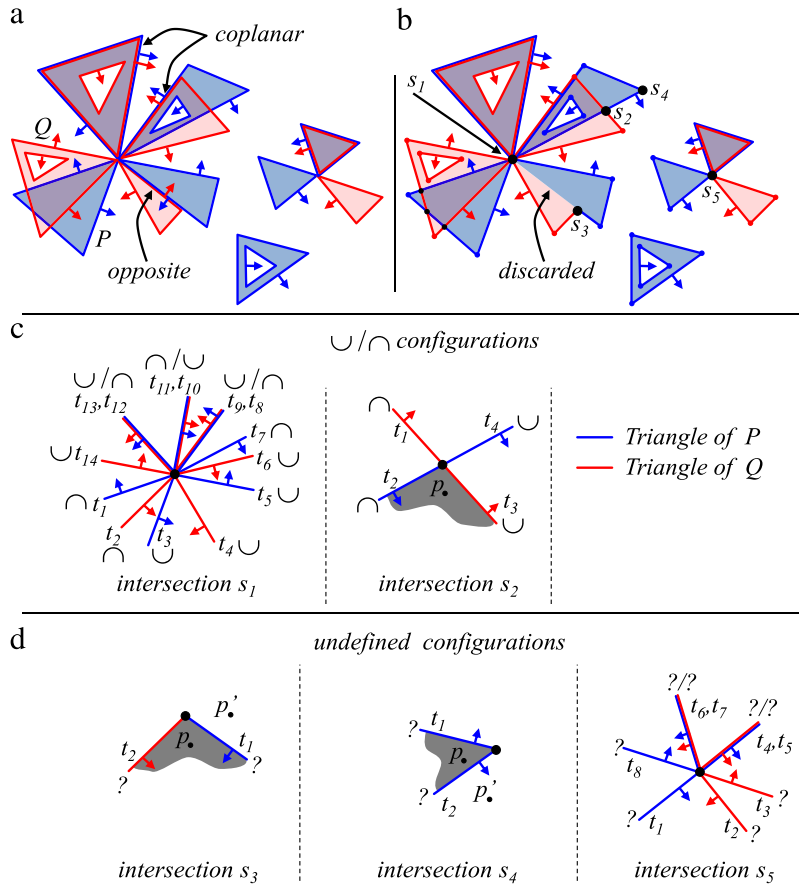 a
coplanar
Q
P
opposite
b
s1
s4
s2
s3
s5
discarded
c
∪/∩ configurations
∩/∪
∪/∩ t11,t10 ∪/∩
t13,t12 t9,t8
t7 ∩
∪ t14 t6 ∪
∩ t5 ∪
t1
t2 t3 t4 ∪
∩ ∪
intersection s1
∩ t1 t4 ∪
t2 p
∩ t3 ∪
intersection s2
Triangle of P
Triangle of Q
d
undefined configurations
p'
t2 p t1
? ?
intersection s3
t1
? p
t2 p'
?
intersection s4
?/?
t6,t7 ?/?
? t4,t5
t8
t3 ?
? t1 t2 ?
intersection s5